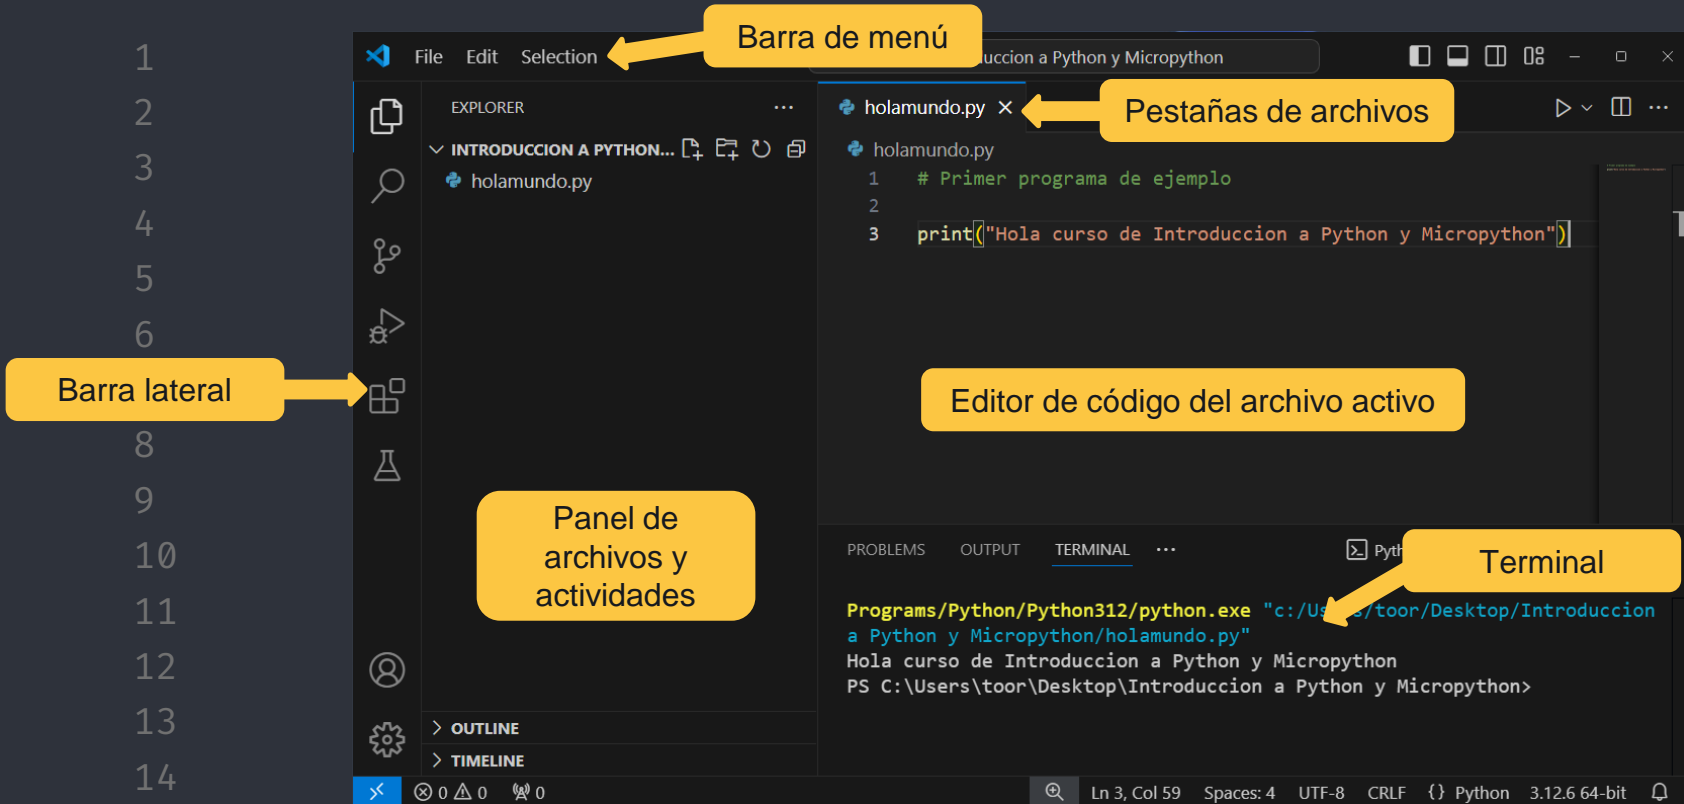 1
2
3
4
5
6
8
9
10
11
12
13
14
Barra de menú
File Edit Selection
Introduccion a Python y Micropython
EXPLORER
holamundo.py
Pestañas de archivos
INTRODUCCION A PYTHON...
holamundo.py
holamundo.py
1 # Primer programa de ejemplo
2
3 print("Hola curso de Introduccion a Python y Micropython")
Barra lateral
Editor de código del archivo activo
Panel de
archivos y
actividades
PROBLEMS OUTPUT TERMINAL ...
Terminal
Programs/Python/Python312/python.exe "c:/Users/toor/Desktop/Introduccion
a Python y Micropython/holamundo.py"
Hola curso de Introduccion a Python y Micropython
PS C:\Users\toor\Desktop\Introduccion a Python y Micropython>
OUTLINE
TIMELINE
0 0 0
Ln 3, Col 59 Spaces: 4 UTF-8 CRLF {} Python 3.12.6 64-bit